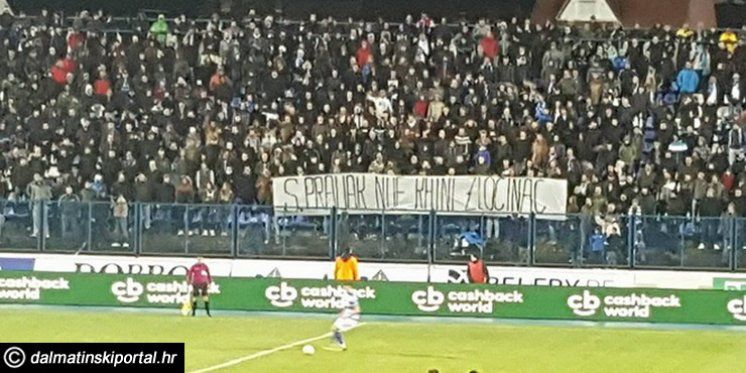 S. PRALJAK NIJE RATNI ZLOČINAC
DOBRO
cashback world
cb cashback world
cb cashback world
cb cashback world
cb cashback world
© dalmatinskiportal.hr